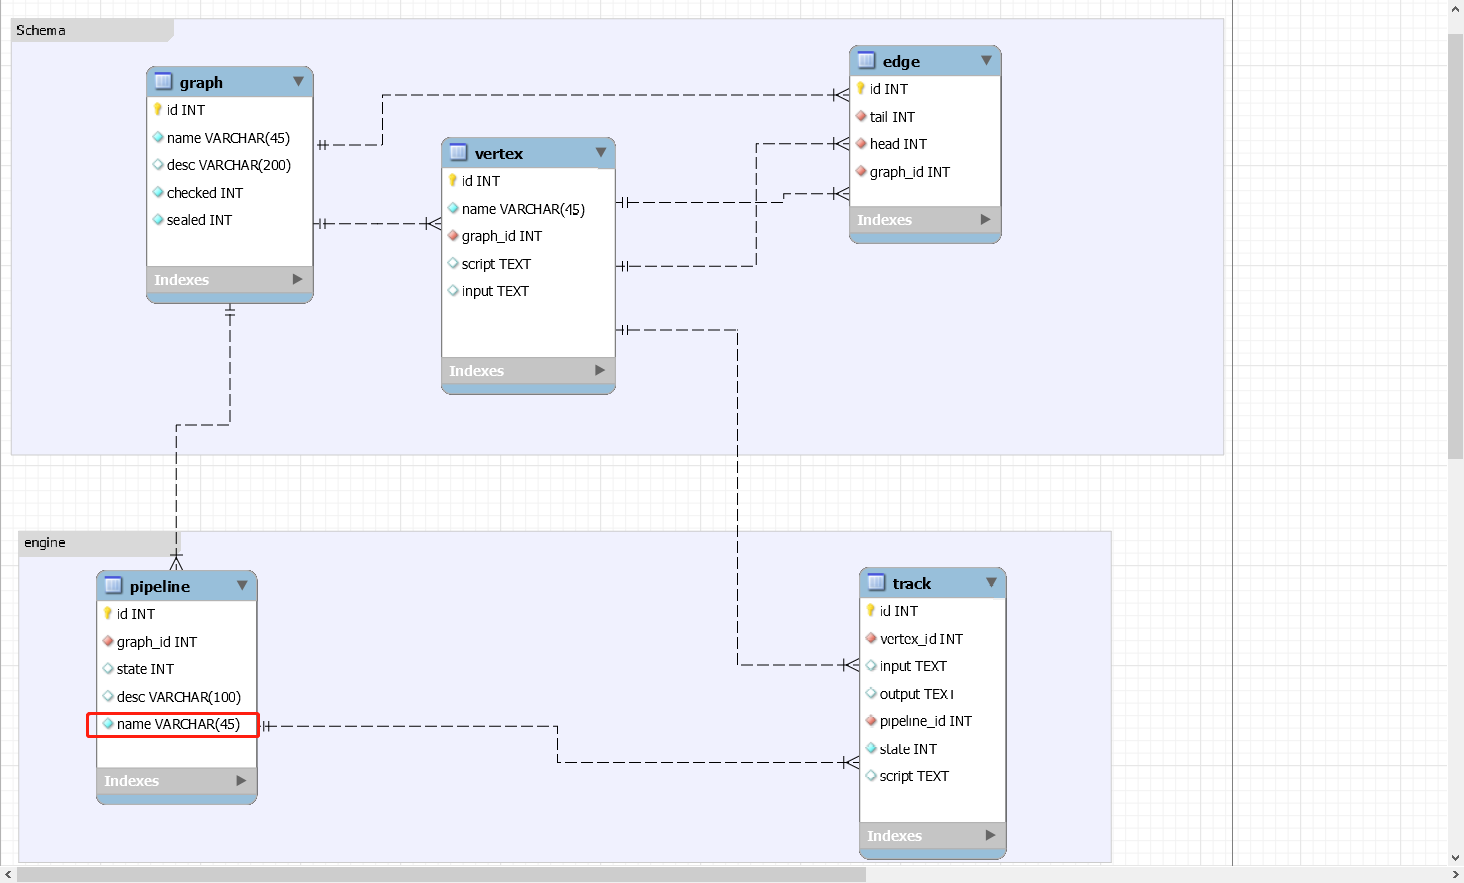 Schema
graph
id INT
name VARCHAR(45)
desc VARCHAR(200)
checked INT
sealed INT
Indexes
vertex
id INT
name VARCHAR(45)
graph_id INT
script TEXT
input TEXT
Indexes
edge
id INT
tail INT
head INT
graph_id INT
Indexes
engine
pipeline
id INT
graph_id INT
state INT
desc VARCHAR(100)
name VARCHAR(45)
Indexes
track
id INT
vertex_id INT
input TEXT
output TEXT
pipeline_id INT
state INT
script TEXT
Indexes